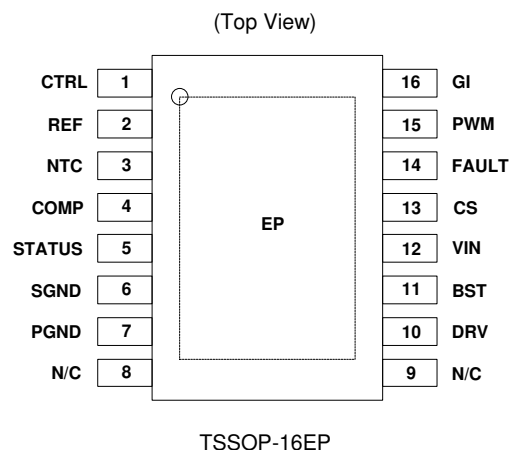 (Top View)
CTRL 1 16 GI
REF 2 15 PWM
NTC 3 14 FAULT
COMP 4 13 CS
EP
STATUS 5 12 VIN
SGND 6 11 BST
PGND 7 10 DRV
N/C 8 9 N/C
TSSOP-16EP